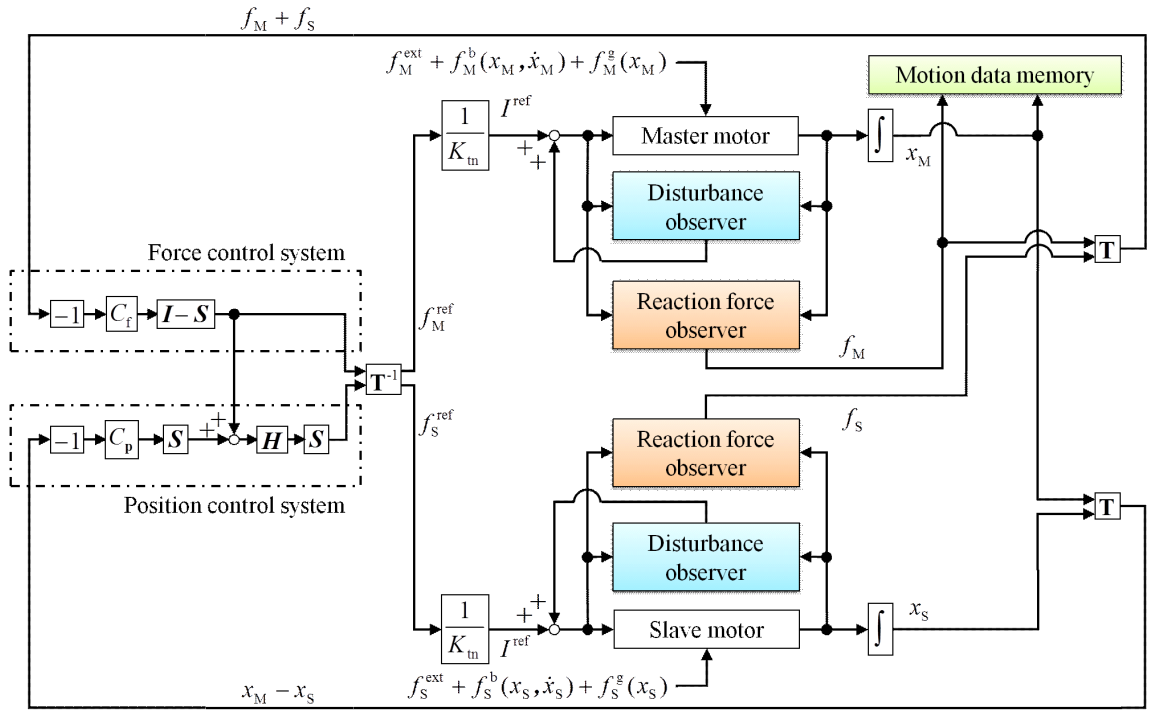 f_M + f_S
f_M^ext + f_M^b(x_M, ẋ_M) + f_M^g(x_M)
Motion data memory
1/K_tn
I^ref
+
+
Master motor
∫
x_M
Disturbance
observer
T
Force control system
−1
C_f
I−S
f_M^ref
Reaction force
observer
f_M
T^-1
f_S^ref
f_S
−1
C_p
S
+
+
H
S
Reaction force
observer
Position control system
T
Disturbance
observer
1/K_tn
+
+
I^ref
Slave motor
∫
x_S
x_M − x_S
f_S^ext + f_S^b(x_S, ẋ_S) + f_S^g(x_S)